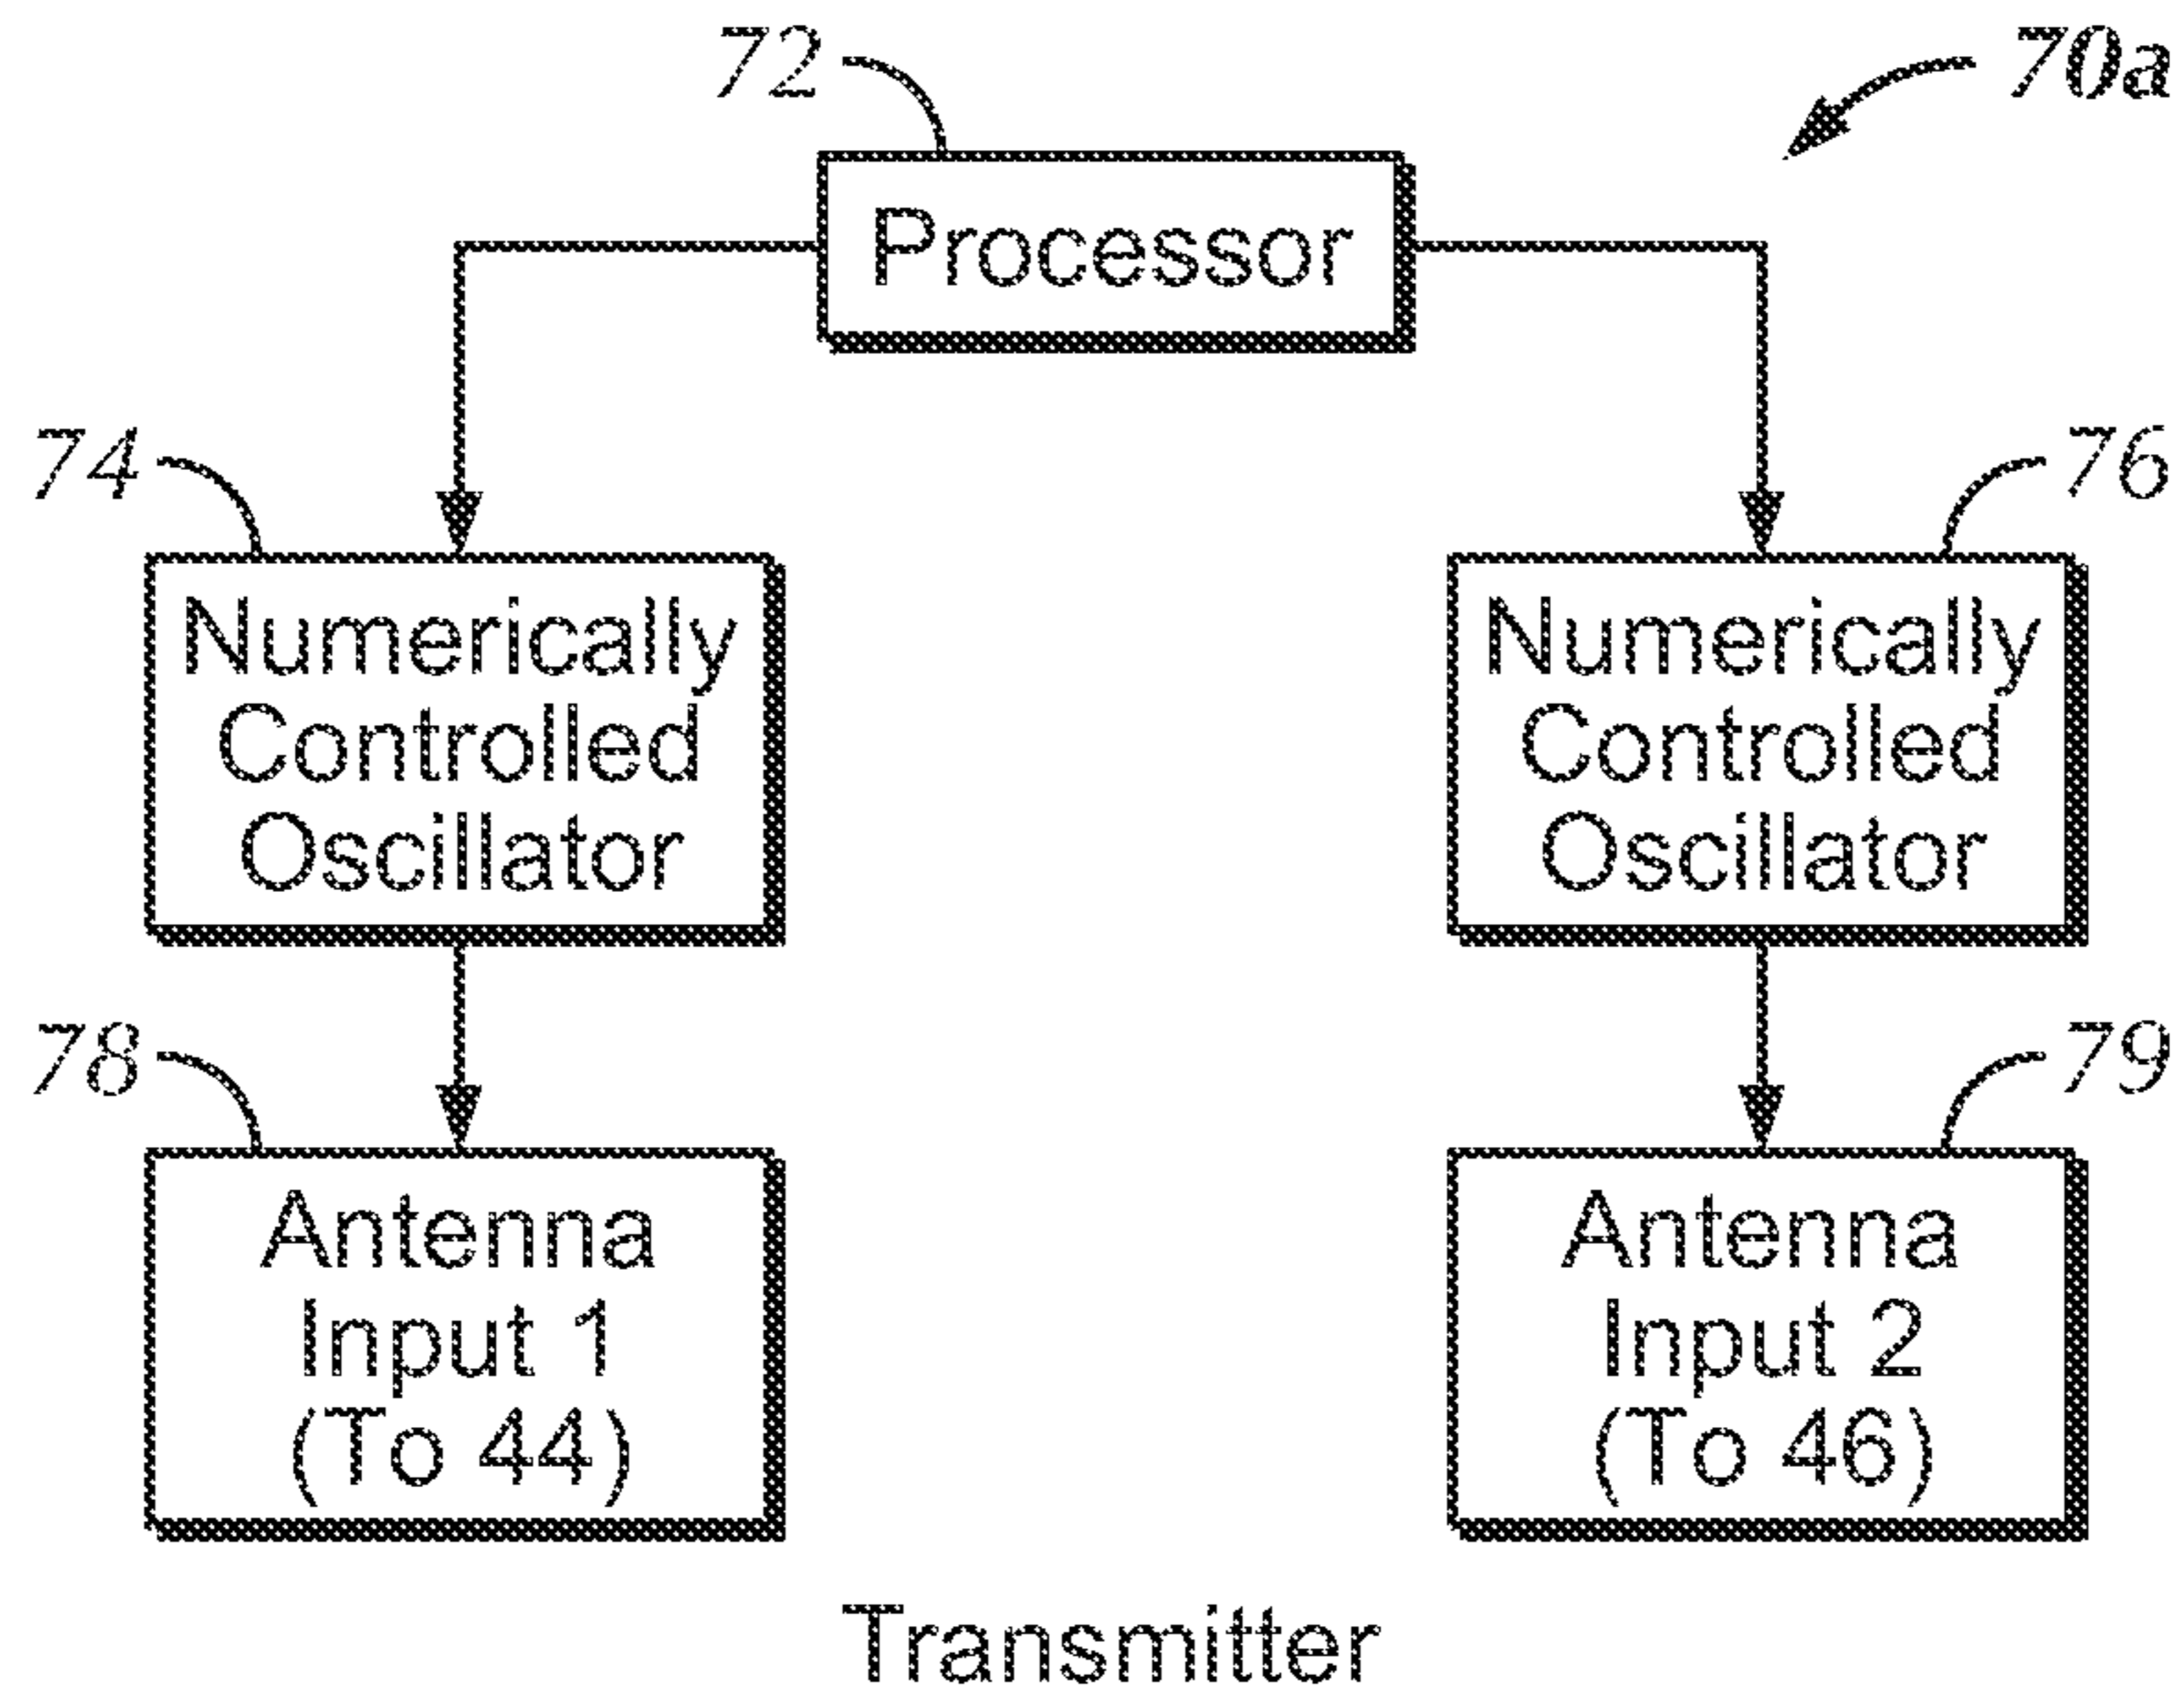 72
70a
Processor
74
76
Numerically
Controlled
Oscillator
Numerically
Controlled
Oscillator
78
79
Antenna
Input 1
(To 44)
Antenna
Input 2
(To 46)
Transmitter